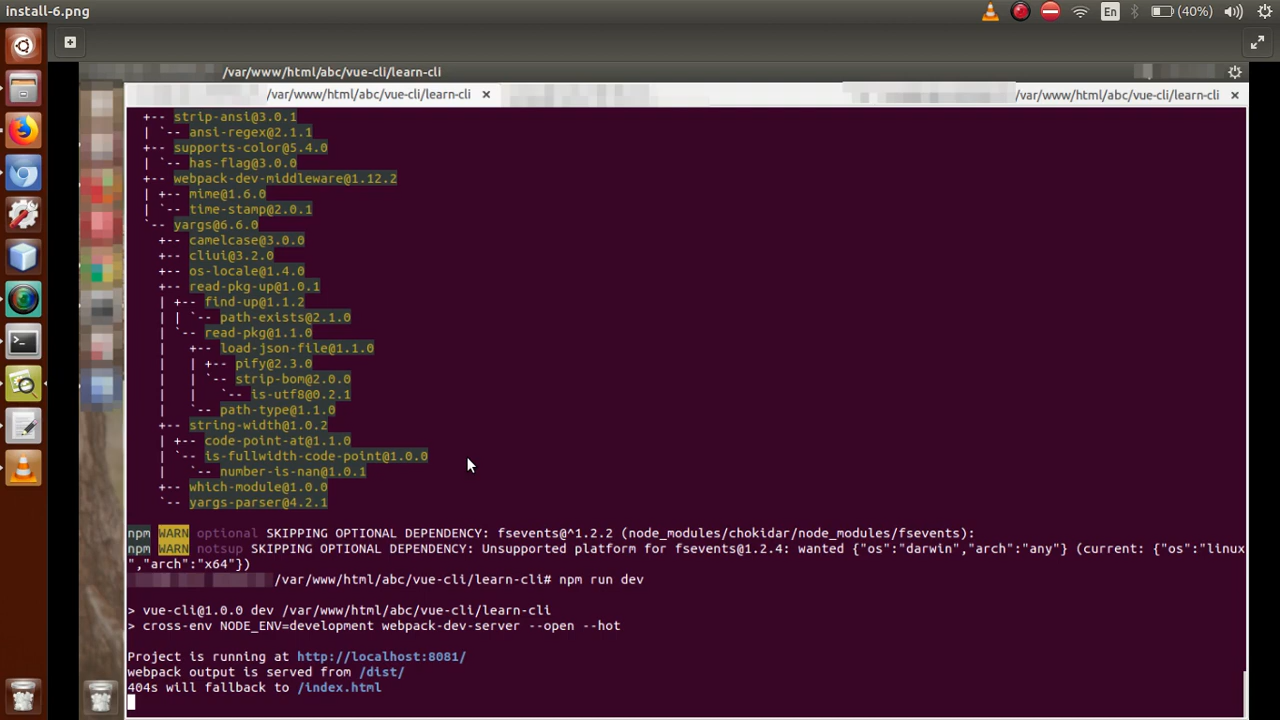 install-6.png
En
(40%)
/var/www/html/abc/vue-cli/learn-cli
/var/www/html/abc/vue-cli/learn-cli
/var/www/html/abc/vue-cli/learn-cli
+-- strip-ansi@3.0.1
| `-- ansi-regex@2.1.1
+-- supports-color@5.4.0
| `-- has-flag@3.0.0
+-- webpack-dev-middleware@1.12.2
| +-- mime@1.6.0
| `-- time-stamp@2.0.1
`-- yargs@6.6.0
+-- camelcase@3.0.0
+-- cliui@3.2.0
+-- os-locale@1.4.0
+-- read-pkg-up@1.0.1
| +-- find-up@1.1.2
| | `-- path-exists@2.1.0
| `-- read-pkg@1.1.0
|   +-- load-json-file@1.1.0
|   | +-- pify@2.3.0
|   | `-- strip-bom@2.0.0
|   |   `-- is-utf8@0.2.1
|   `-- path-type@1.1.0
+-- string-width@1.0.2
| +-- code-point-at@1.1.0
| `-- is-fullwidth-code-point@1.0.0
|   `-- number-is-nan@1.0.1
+-- which-module@1.0.0
`-- yargs-parser@4.2.1
npm WARN optional SKIPPING OPTIONAL DEPENDENCY: fsevents@^1.2.2 (node_modules/chokidar/node_modules/fsevents):
npm WARN notsup SKIPPING OPTIONAL DEPENDENCY: Unsupported platform for fsevents@1.2.4: wanted {"os":"darwin","arch":"any"} (current: {"os":"linux
","arch":"x64"})
/var/www/html/abc/vue-cli/learn-cli# npm run dev
> vue-cli@1.0.0 dev /var/www/html/abc/vue-cli/learn-cli
> cross-env NODE_ENV=development webpack-dev-server --open --hot
Project is running at http://localhost:8081/
webpack output is served from /dist/
404s will fallback to /index.html